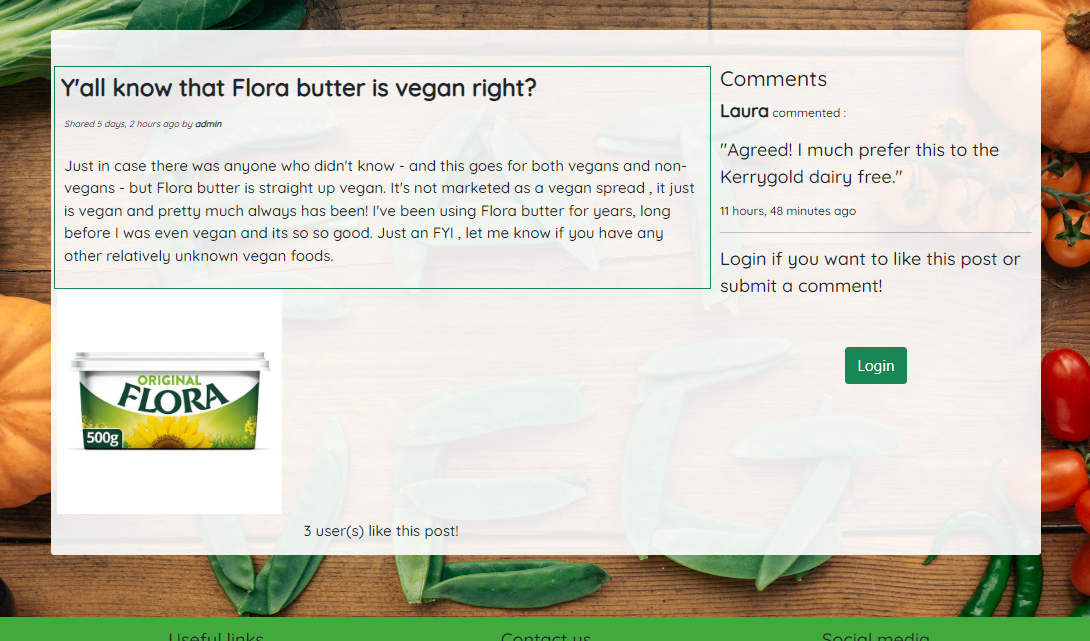 Y'all know that Flora butter is vegan right?
Shared 5 days, 2 hours ago by admin
Just in case there was anyone who didn't know - and this goes for both vegans and non-
vegans - but Flora butter is straight up vegan. It's not marketed as a vegan spread , it just
is vegan and pretty much always has been! I've been using Flora butter for years, long
before I was even vegan and its so so good. Just an FYI , let me know if you have any
other relatively unknown vegan foods.
ORIGINAL
FLORA
500g
3 user(s) like this post!
Comments
Laura commented :
"Agreed! I much prefer this to the
Kerrygold dairy free."
11 hours, 48 minutes ago
Login if you want to like this post or
submit a comment!
Login
EAT
VEG
Useful links
Contact us
Social media